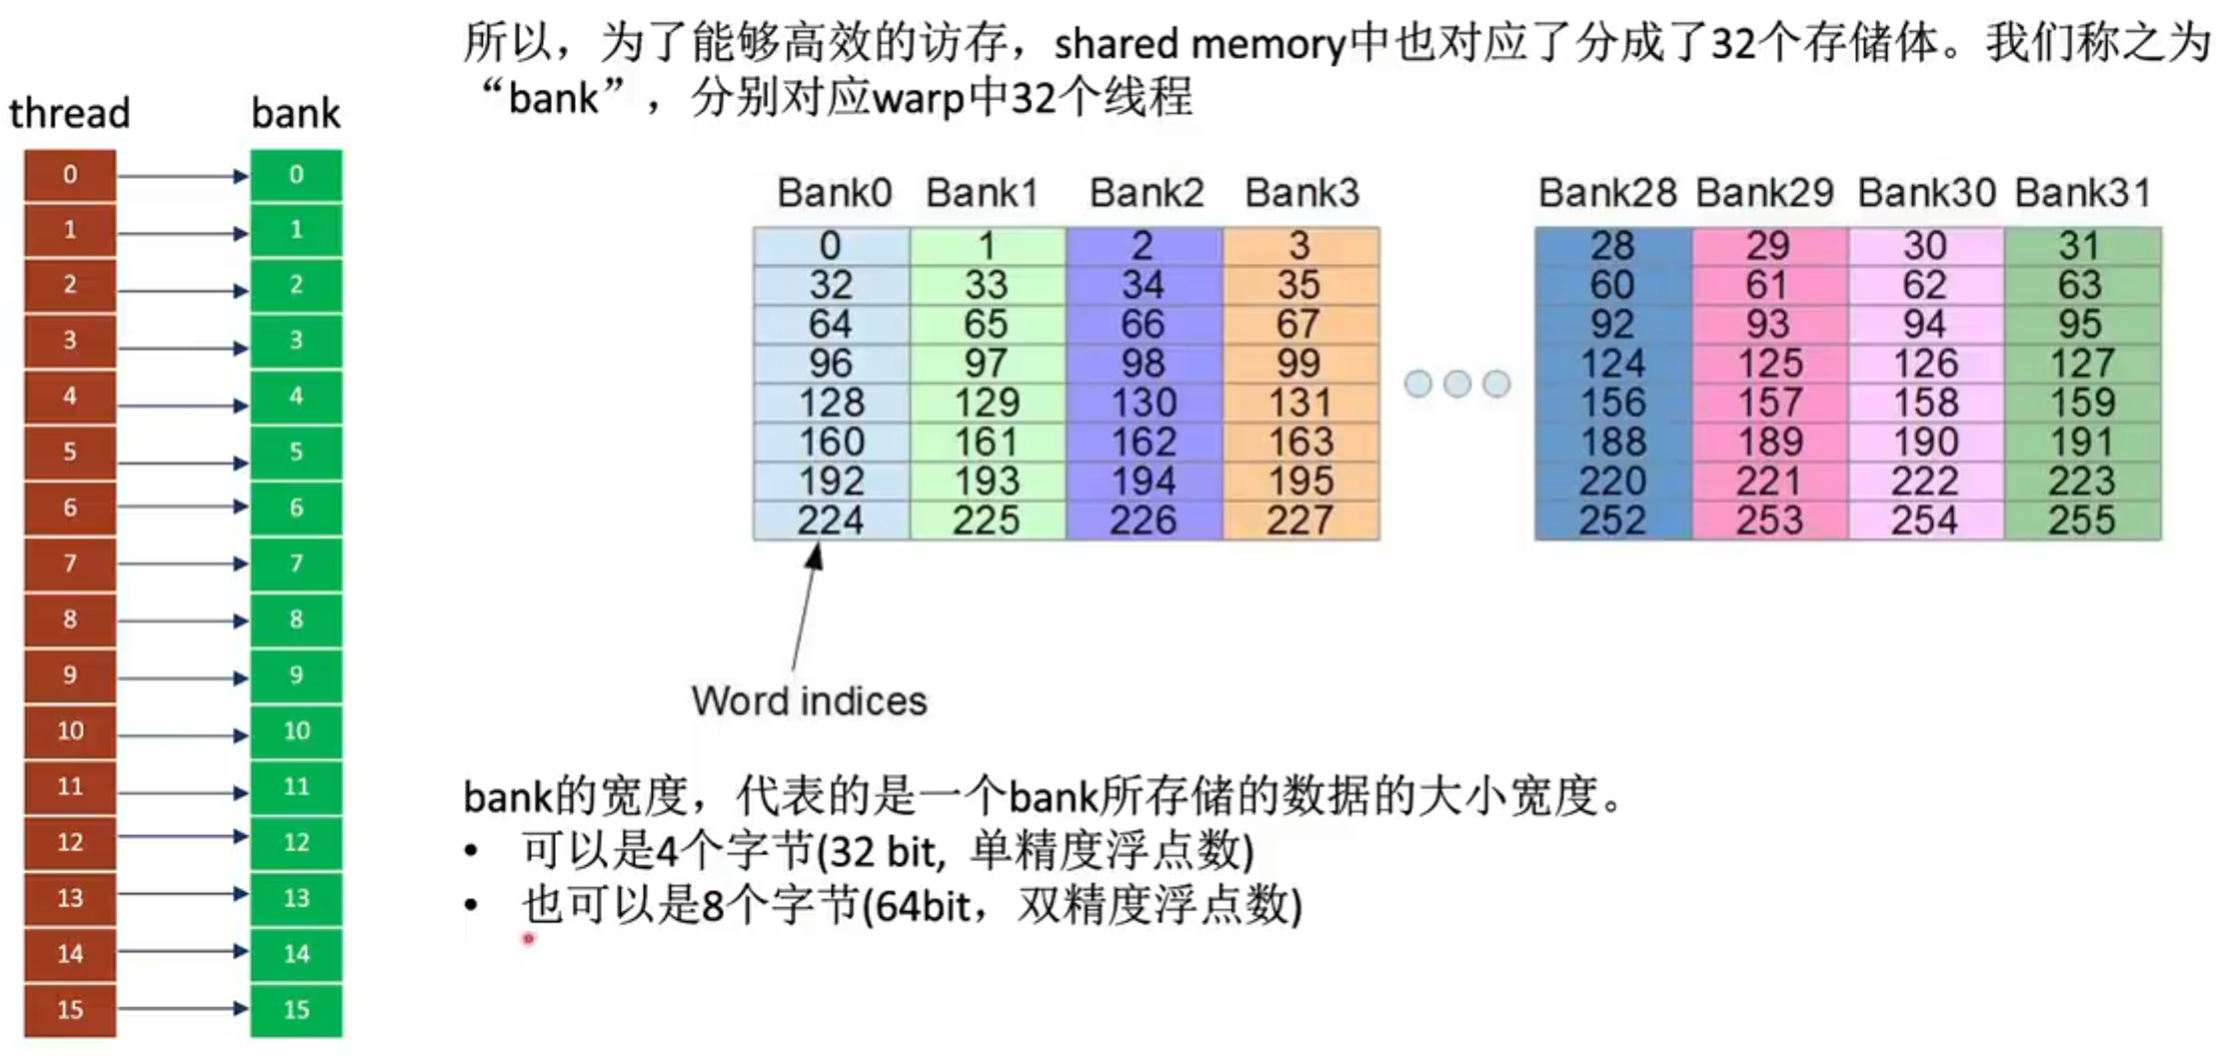 所以，为了能够高效的访存，shared memory中也对应了分成了32个存储体。我们称之为
“bank”，分别对应warp中32个线程
thread bank
0 0
1 1
2 2
3 3
4 4
5 5
6 6
7 7
8 8
9 9
10 10
11 11
12 12
13 13
14 14
15 15
Bank0 Bank1 Bank2 Bank3 Bank28 Bank29 Bank30 Bank31
0 1 2 3 28 29 30 31
32 33 34 35 60 61 62 63
64 65 66 67 92 93 94 95
96 97 98 99 124 125 126 127
128 129 130 131 156 157 158 159
160 161 162 163 188 189 190 191
192 193 194 195 220 221 222 223
224 225 226 227 252 253 254 255
Word indices
bank的宽度，代表的是一个bank所存储的数据的大小宽度。
• 可以是4个字节(32 bit, 单精度浮点数)
• 也可以是8个字节(64bit，双精度浮点数)